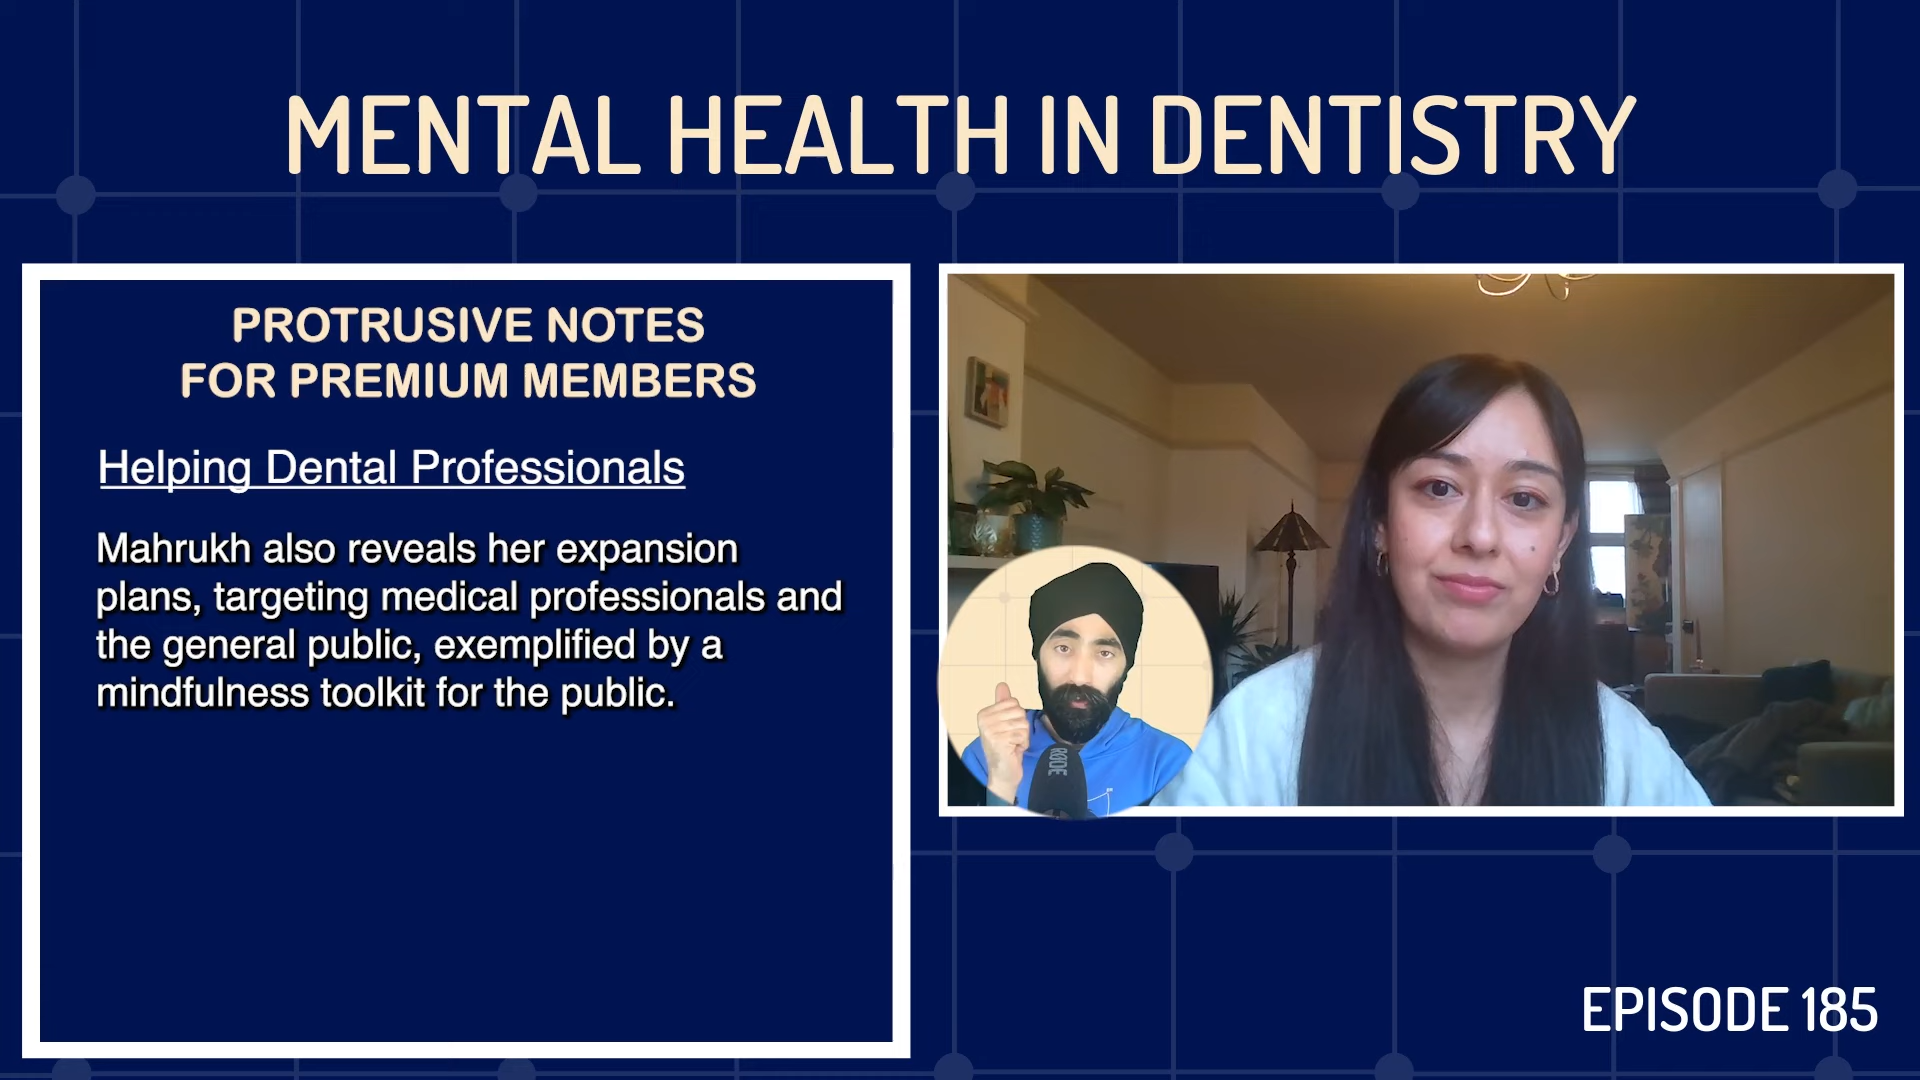 MENTAL HEALTH IN DENTISTRY
PROTRUSIVE NOTES
FOR PREMIUM MEMBERS
Helping Dental Professionals
Mahrukh also reveals her expansion
plans, targeting medical professionals and
the general public, exemplified by a
mindfulness toolkit for the public.
RØDE
EPISODE 185